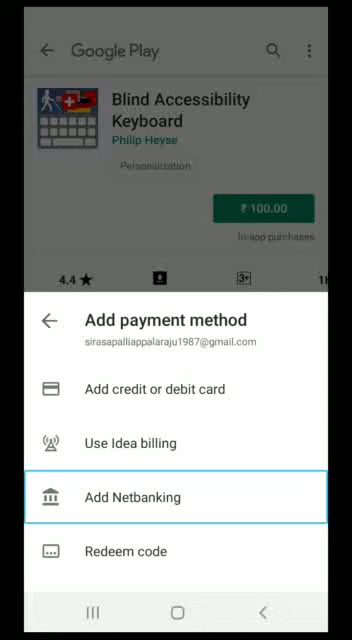 Google Play
Blind Accessibility
Keyboard
Philip Heyse
Personalization
₹ 100.00
In-app purchases
4.4★
3+
Add payment method
sirasapalliappalaraju1987@gmail.com
Add credit or debit card
Use Idea billing
Add Netbanking
Redeem code